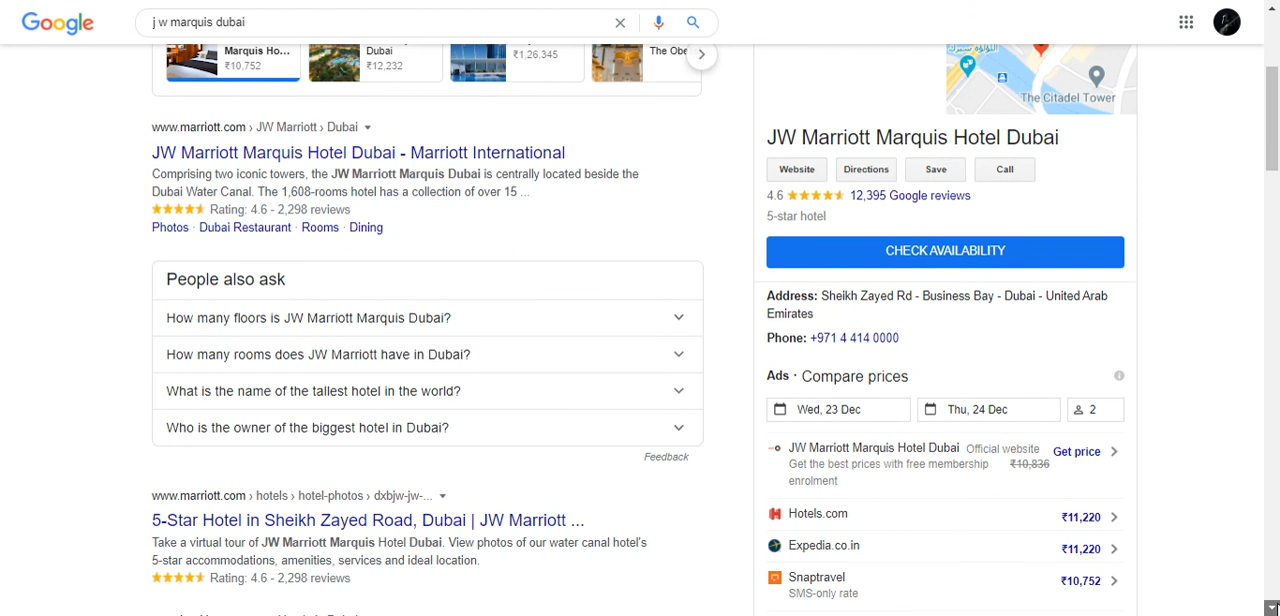 Google
j w marquis dubai
Marquis Ho...
₹10,752
Dubai
₹12,232
₹1,26,345
The Obe
www.marriott.com › JW Marriott › Dubai
JW Marriott Marquis Hotel Dubai - Marriott International
Comprising two iconic towers, the JW Marriott Marquis Dubai is centrally located beside the
Dubai Water Canal. The 1,608-rooms hotel has a collection of over 15 ...
Rating: 4.6 - 2,298 reviews
Photos · Dubai Restaurant · Rooms · Dining
People also ask
How many floors is JW Marriott Marquis Dubai?
How many rooms does JW Marriott have in Dubai?
What is the name of the tallest hotel in the world?
Who is the owner of the biggest hotel in Dubai?
Feedback
www.marriott.com › hotels › hotel-photos › dxbjw-jw-...
5-Star Hotel in Sheikh Zayed Road, Dubai | JW Marriott ...
Take a virtual tour of JW Marriott Marquis Hotel Dubai. View photos of our water canal hotel's
5-star accommodations, amenities, services and ideal location.
Rating: 4.6 - 2,298 reviews
The Citadel Tower
JW Marriott Marquis Hotel Dubai
Website Directions Save Call
4.6 12,395 Google reviews
5-star hotel
CHECK AVAILABILITY
Address: Sheikh Zayed Rd - Business Bay - Dubai - United Arab
Emirates
Phone: +971 4 414 0000
Ads · Compare prices
Wed, 23 Dec Thu, 24 Dec 2
JW Marriott Marquis Hotel Dubai Official website Get price
Get the best prices with free membership ₹10,836
enrolment
Hotels.com ₹11,220
Expedia.co.in ₹11,220
Snaptravel ₹10,752
SMS-only rate